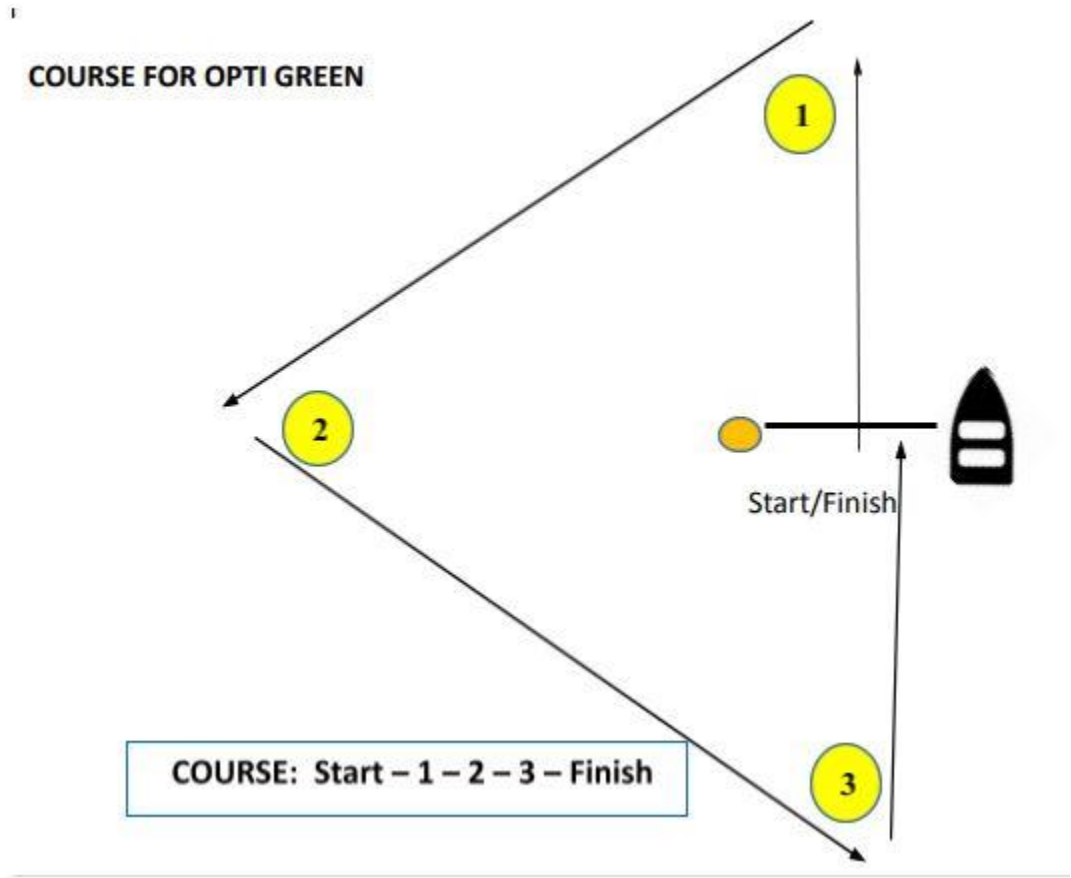 COURSE FOR OPTI GREEN
1
2
Start/Finish
COURSE: Start – 1 – 2 – 3 – Finish
3